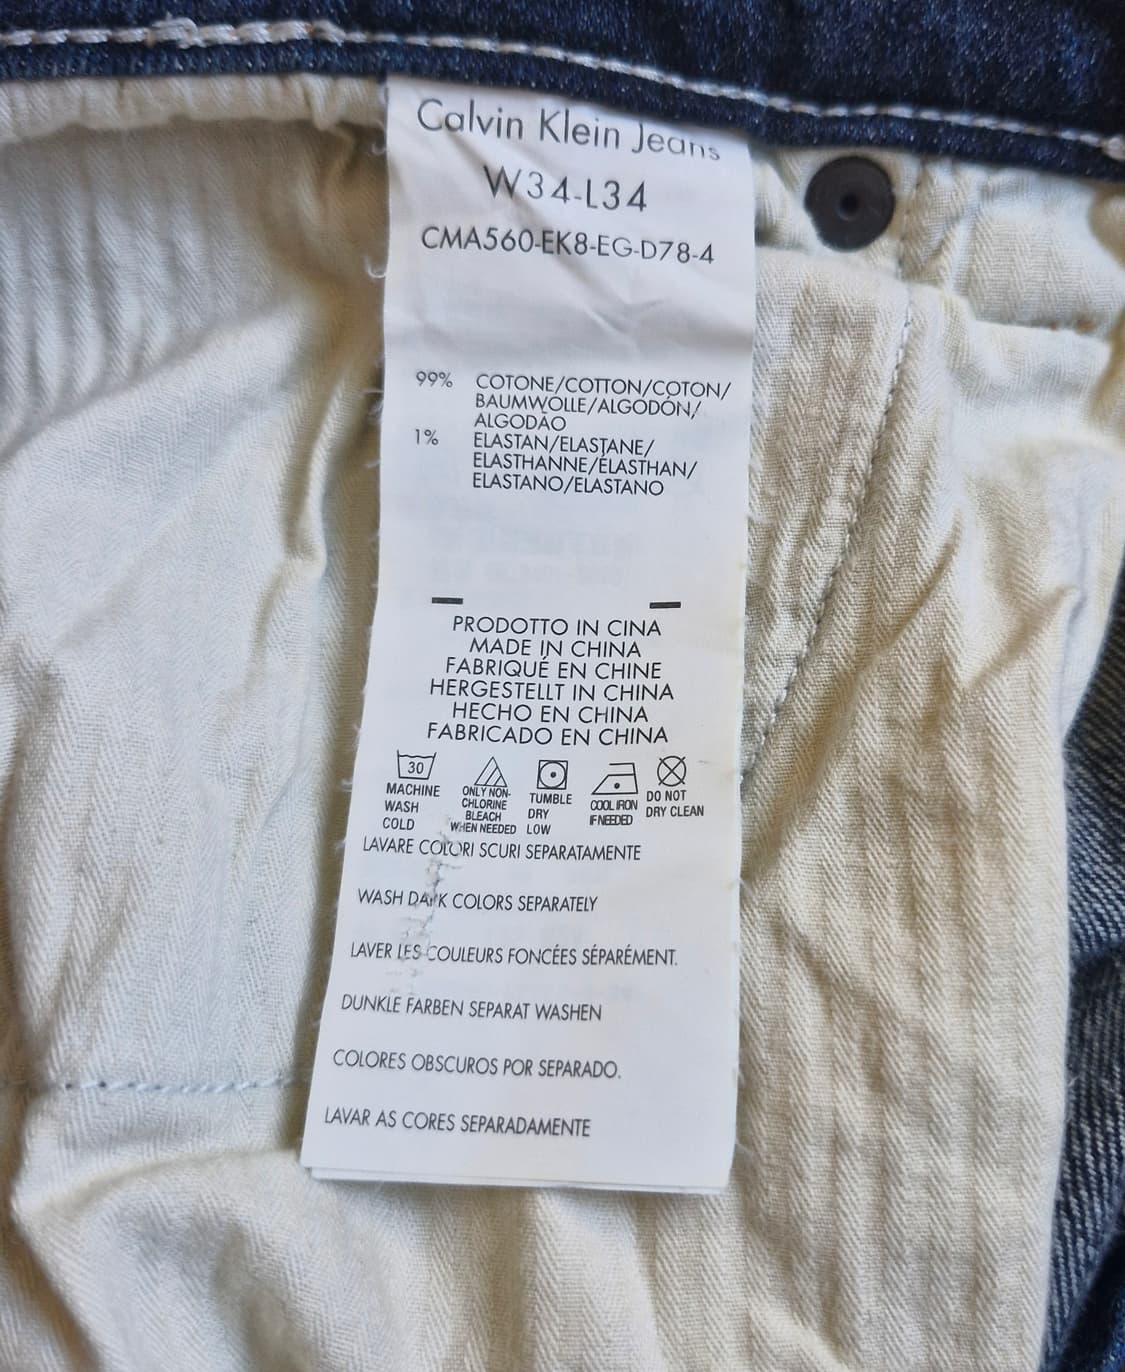 Calvin Klein Jeans
W34-L34
CMA560-EK8-EG-D78-4
99% COTONE/COTTON/COTON/
BAUMWOLLE/ALGODÓN/
ALGODÃO
1% ELASTAN/ELASTANE/
ELASTHANNE/ELASTHAN/
ELASTANO/ELASTANO
PRODOTTO IN CINA
MADE IN CHINA
FABRIQUÉ EN CHINE
HERGESTELLT IN CHINA
HECHO EN CHINA
FABRICADO EN CHINA
30
MACHINE
WASH
COLD
ONLY NON-
CHLORINE
BLEACH
WHEN NEEDED
TUMBLE
DRY
LOW
COOL IRON
IF NEEDED
DO NOT
DRY CLEAN
LAVARE COLORI SCURI SEPARATAMENTE
WASH DARK COLORS SEPARATELY
LAVER LES COULEURS FONCÉES SÉPARÉMENT.
DUNKLE FARBEN SEPARAT WASHEN
COLORES OBSCUROS POR SEPARADO.
LAVAR AS CORES SEPARADAMENTE